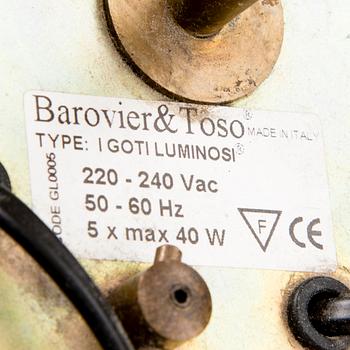 Barovier&Toso® MADE IN ITALY
TYPE: I GOTI LUMINOSI®
220 - 240 Vac
50 - 60 Hz
5 x max 40 W
F CE
CODE GL0005